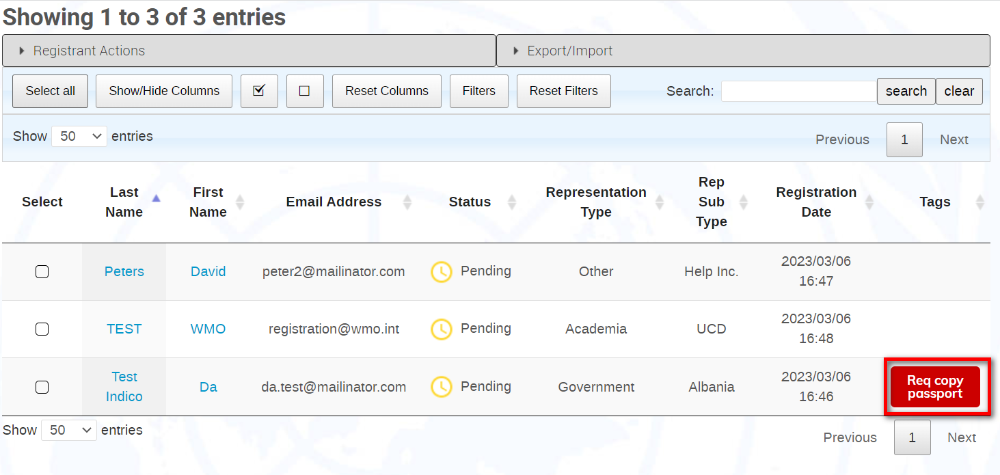 Showing 1 to 3 of 3 entries
Registrant Actions Export/Import
Select all Show/Hide Columns Reset Columns Filters Reset Filters Search: search clear
Show 50 entries Previous 1 Next
Select Last Name First Name Email Address Status Representation Type Rep Sub Type Registration Date Tags
Peters David peter2@mailinator.com Pending Other Help Inc. 2023/03/06 16:47
TEST WMO registration@wmo.int Pending Academia UCD 2023/03/06 16:48
Test Indico Da da.test@mailinator.com Pending Government Albania 2023/03/06 16:46 Req copy passport
Show 50 entries Previous 1 Next